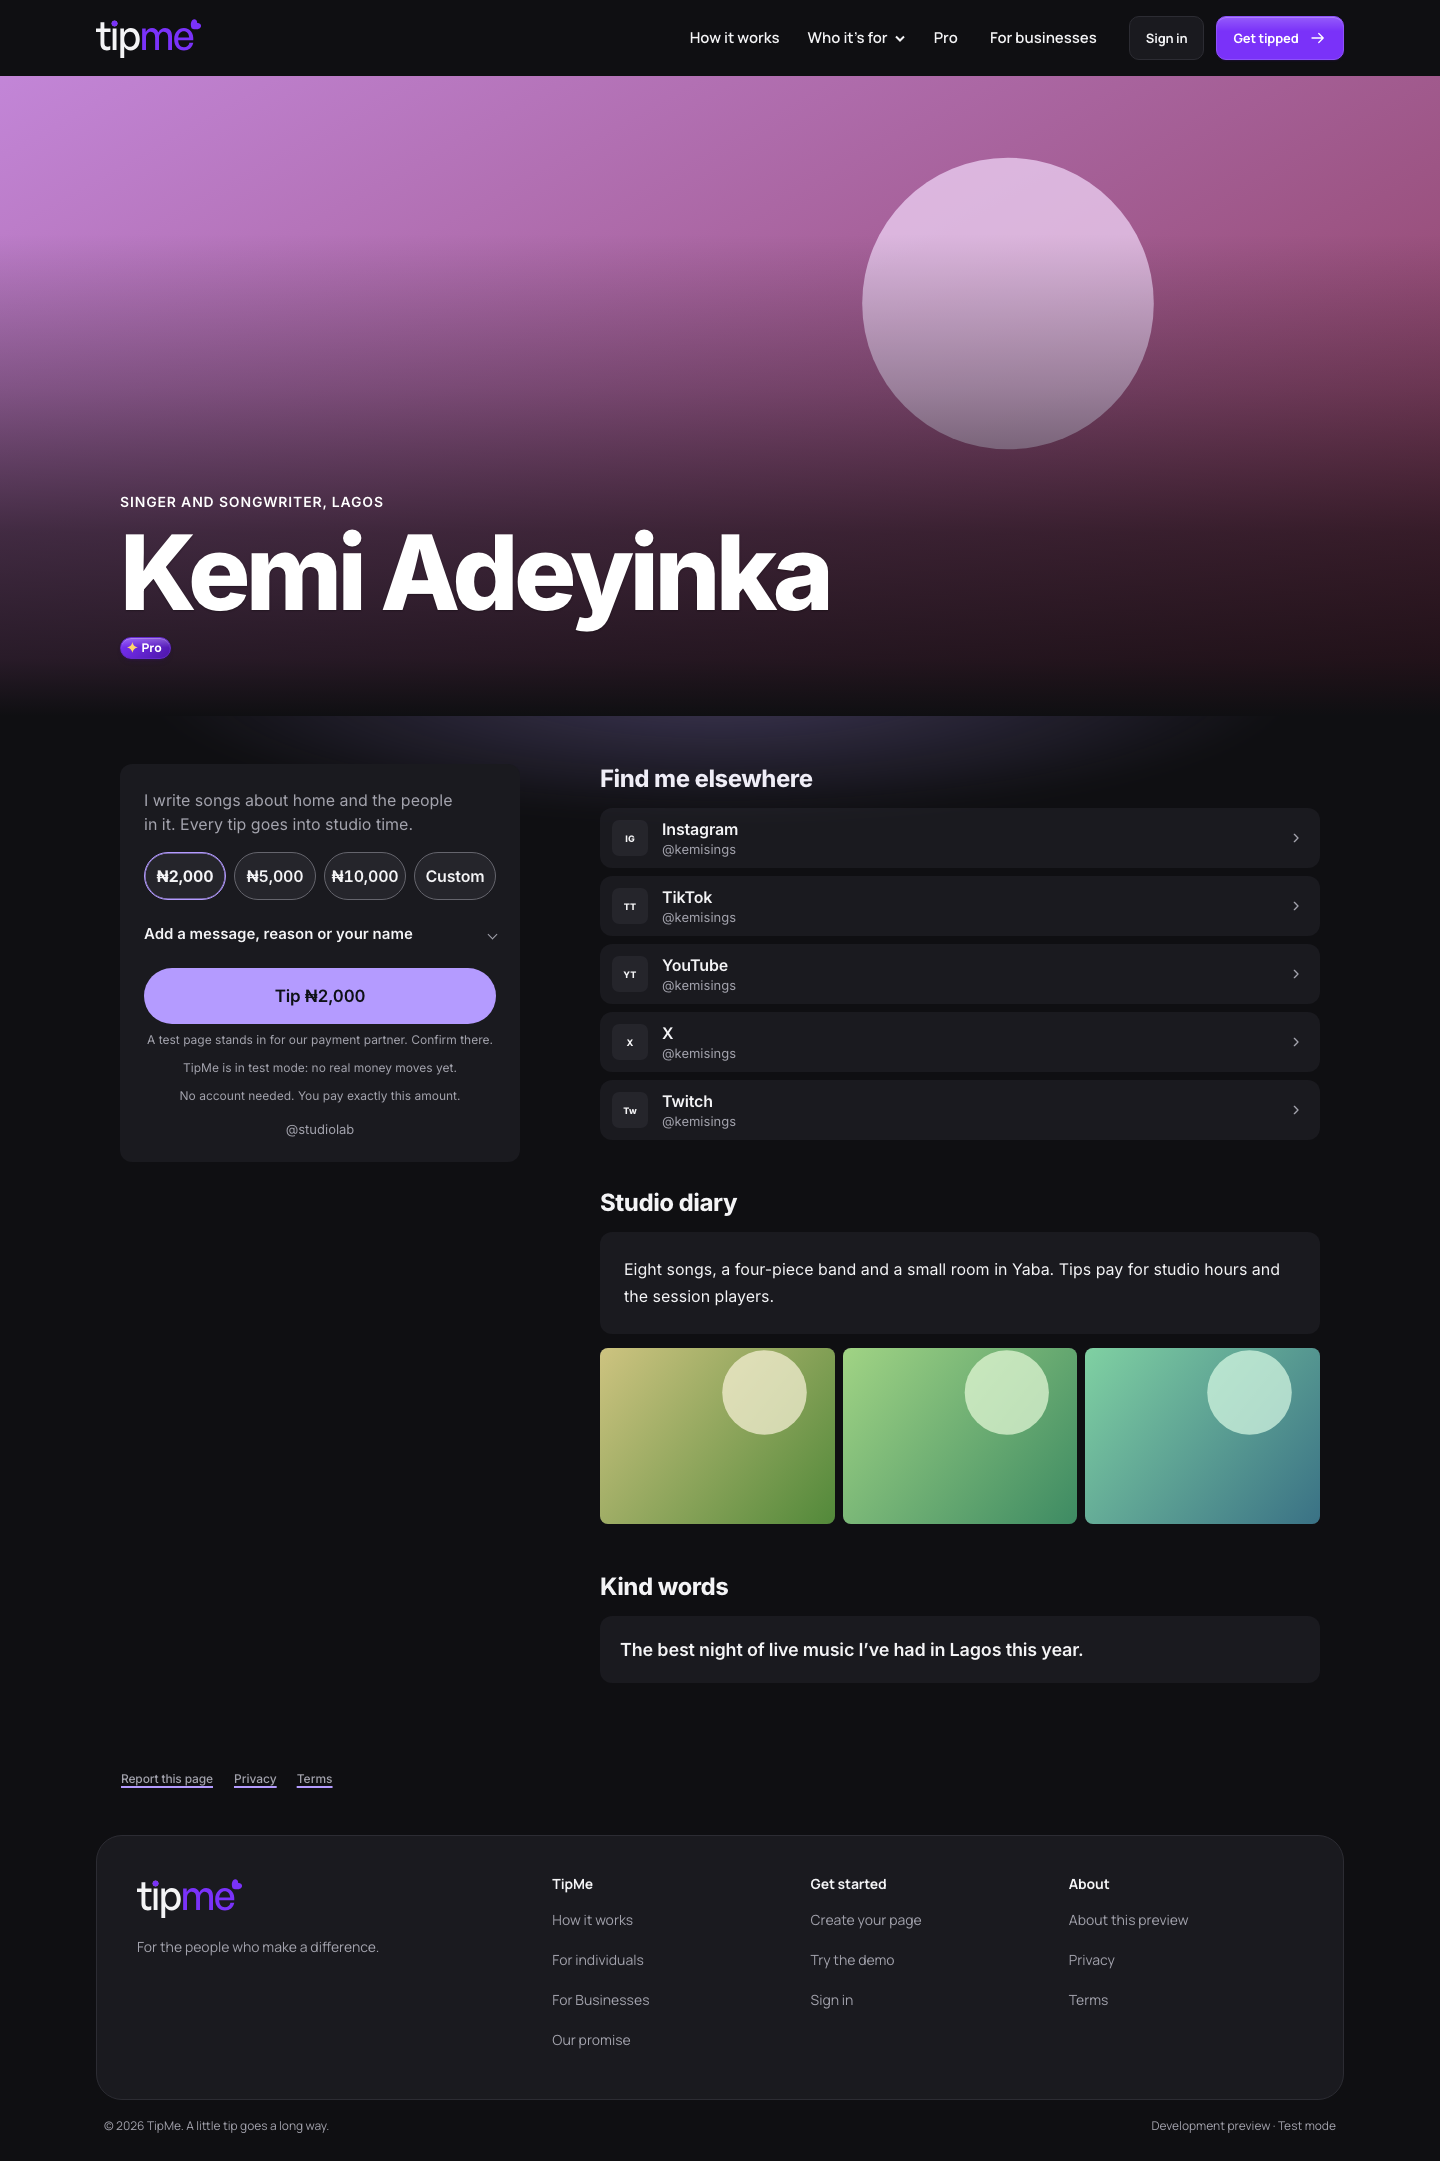 tipme
How it works
Who it's for
Pro
For businesses
Sign in
Get tipped
SINGER AND SONGWRITER, LAGOS
Kemi Adeyinka
Pro
I write songs about home and the people
in it. Every tip goes into studio time.
₦2,000
₦5,000
₦10,000
Custom
Add a message, reason or your name
Tip ₦2,000
A test page stands in for our payment partner. Confirm there.
TipMe is in test mode: no real money moves yet.
No account needed. You pay exactly this amount.
@studiolab
Find me elsewhere
IG
Instagram
@kemisings
TT
TikTok
@kemisings
YT
YouTube
@kemisings
X
X
@kemisings
Tw
Twitch
@kemisings
Studio diary
Eight songs, a four-piece band and a small room in Yaba. Tips pay for studio hours and
the session players.
Kind words
The best night of live music I’ve had in Lagos this year.
Report this page
Privacy
Terms
tipme
For the people who make a difference.
TipMe
How it works
For individuals
For Businesses
Our promise
Get started
Create your page
Try the demo
Sign in
About
About this preview
Privacy
Terms
© 2026 TipMe. A little tip goes a long way.
Development preview · Test mode